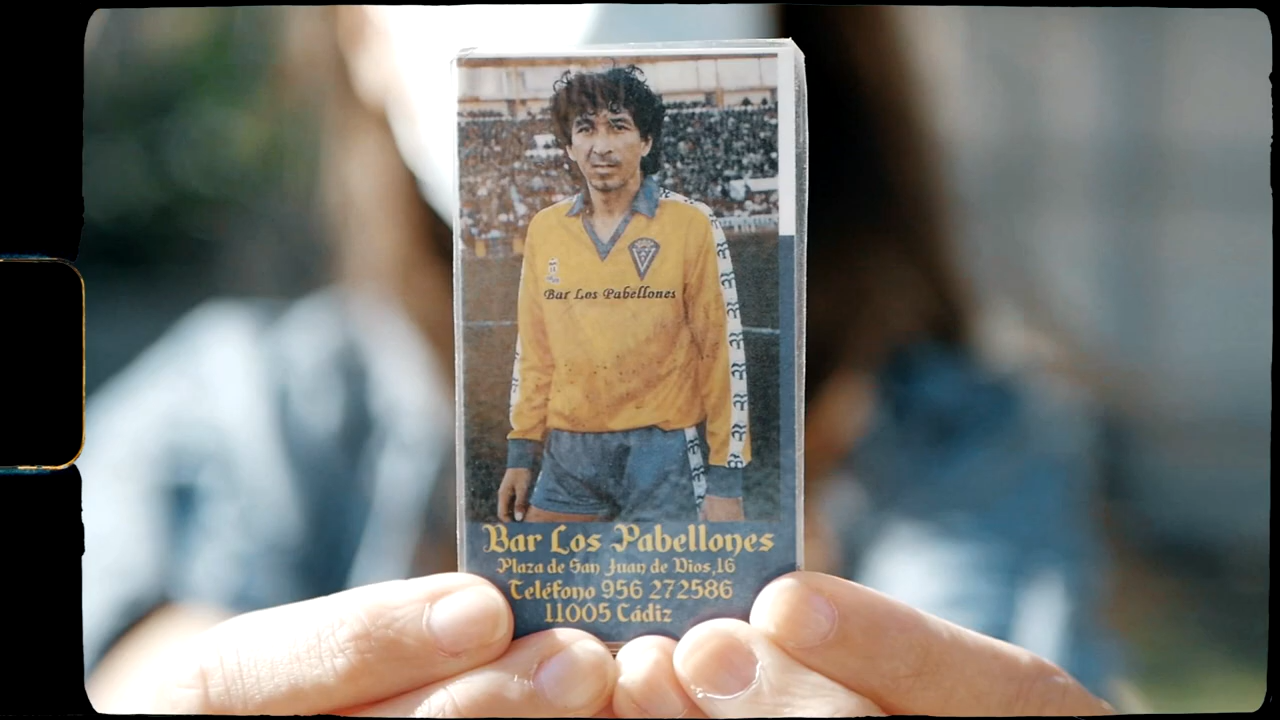 Bar Los Pabellones
Bar Los Pabellones
Plaza de San Juan de Dios,16
Teléfono 956 272586
11005 Cádiz